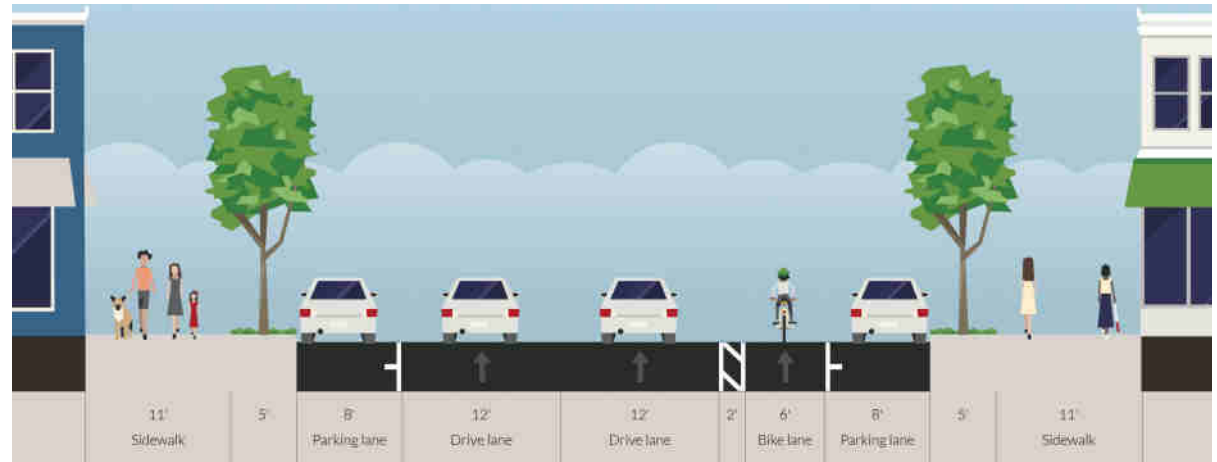 11' 5' 8' 12' 12' 2' 6' 8' 5' 11'
Sidewalk Parking lane Drive lane Drive lane Bike lane Parking lane Sidewalk